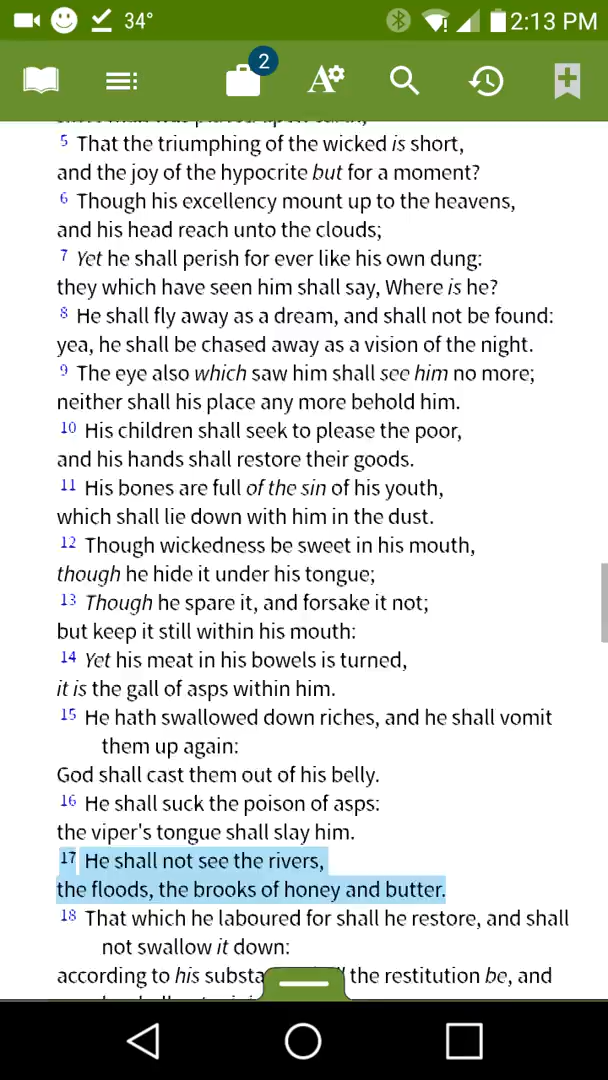 34°
2:13 PM
2
5 That the triumphing of the wicked is short,
and the joy of the hypocrite but for a moment?
6 Though his excellency mount up to the heavens,
and his head reach unto the clouds;
7 Yet he shall perish for ever like his own dung:
they which have seen him shall say, Where is he?
8 He shall fly away as a dream, and shall not be found:
yea, he shall be chased away as a vision of the night.
9 The eye also which saw him shall see him no more;
neither shall his place any more behold him.
10 His children shall seek to please the poor,
and his hands shall restore their goods.
11 His bones are full of the sin of his youth,
which shall lie down with him in the dust.
12 Though wickedness be sweet in his mouth,
though he hide it under his tongue;
13 Though he spare it, and forsake it not;
but keep it still within his mouth:
14 Yet his meat in his bowels is turned,
it is the gall of asps within him.
15 He hath swallowed down riches, and he shall vomit
them up again:
God shall cast them out of his belly.
16 He shall suck the poison of asps:
the viper's tongue shall slay him.
17 He shall not see the rivers,
the floods, the brooks of honey and butter.
18 That which he laboured for shall he restore, and shall
not swallow it down:
according to his the restitution be, and